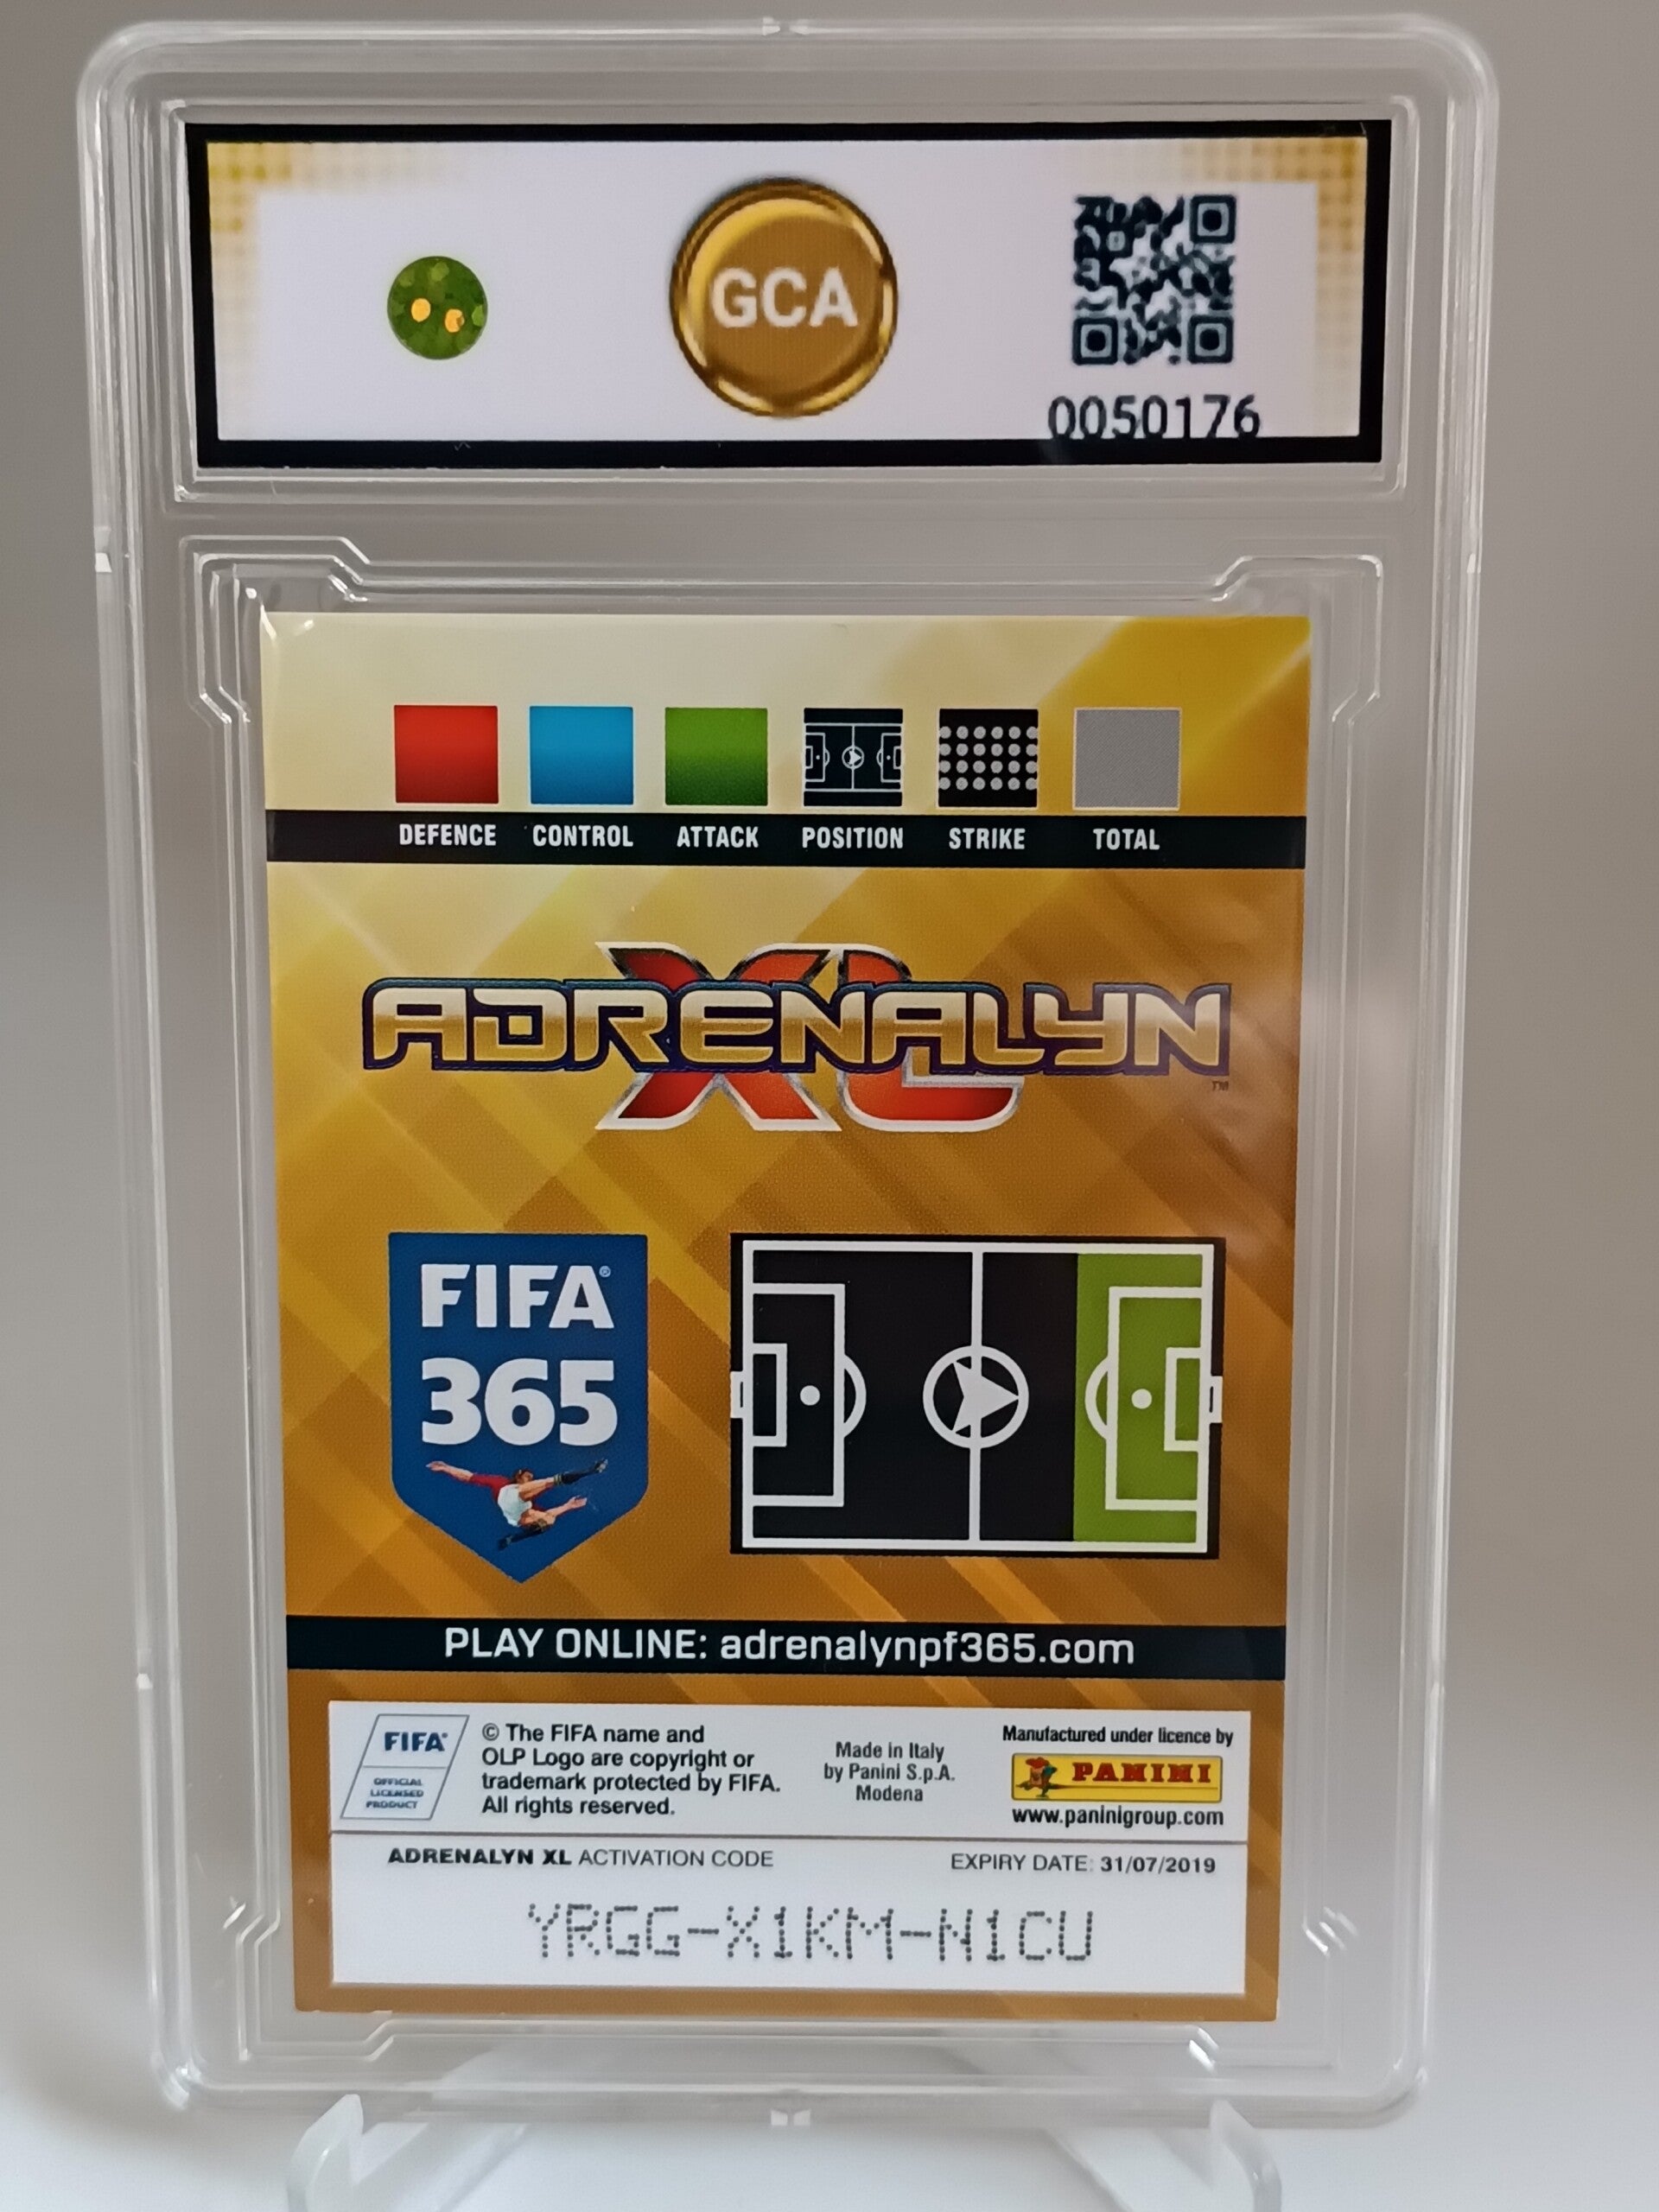 GCA
0050176
DEFENCE CONTROL ATTACK POSITION STRIKE TOTAL
ADRENALYN XL™
FIFA®
365
PLAY ONLINE: adrenalynpf365.com
FIFA®
OFFICIAL
LICENSED
PRODUCT
© The FIFA name and
OLP Logo are copyright or
trademark protected by FIFA.
All rights reserved.
Made in Italy
by Panini S.p.A.
Modena
Manufactured under licence by
PANINI
www.paninigroup.com
ADRENALYN XL ACTIVATION CODE EXPIRY DATE: 31/07/2019
YRGG-X1KM-N1CU